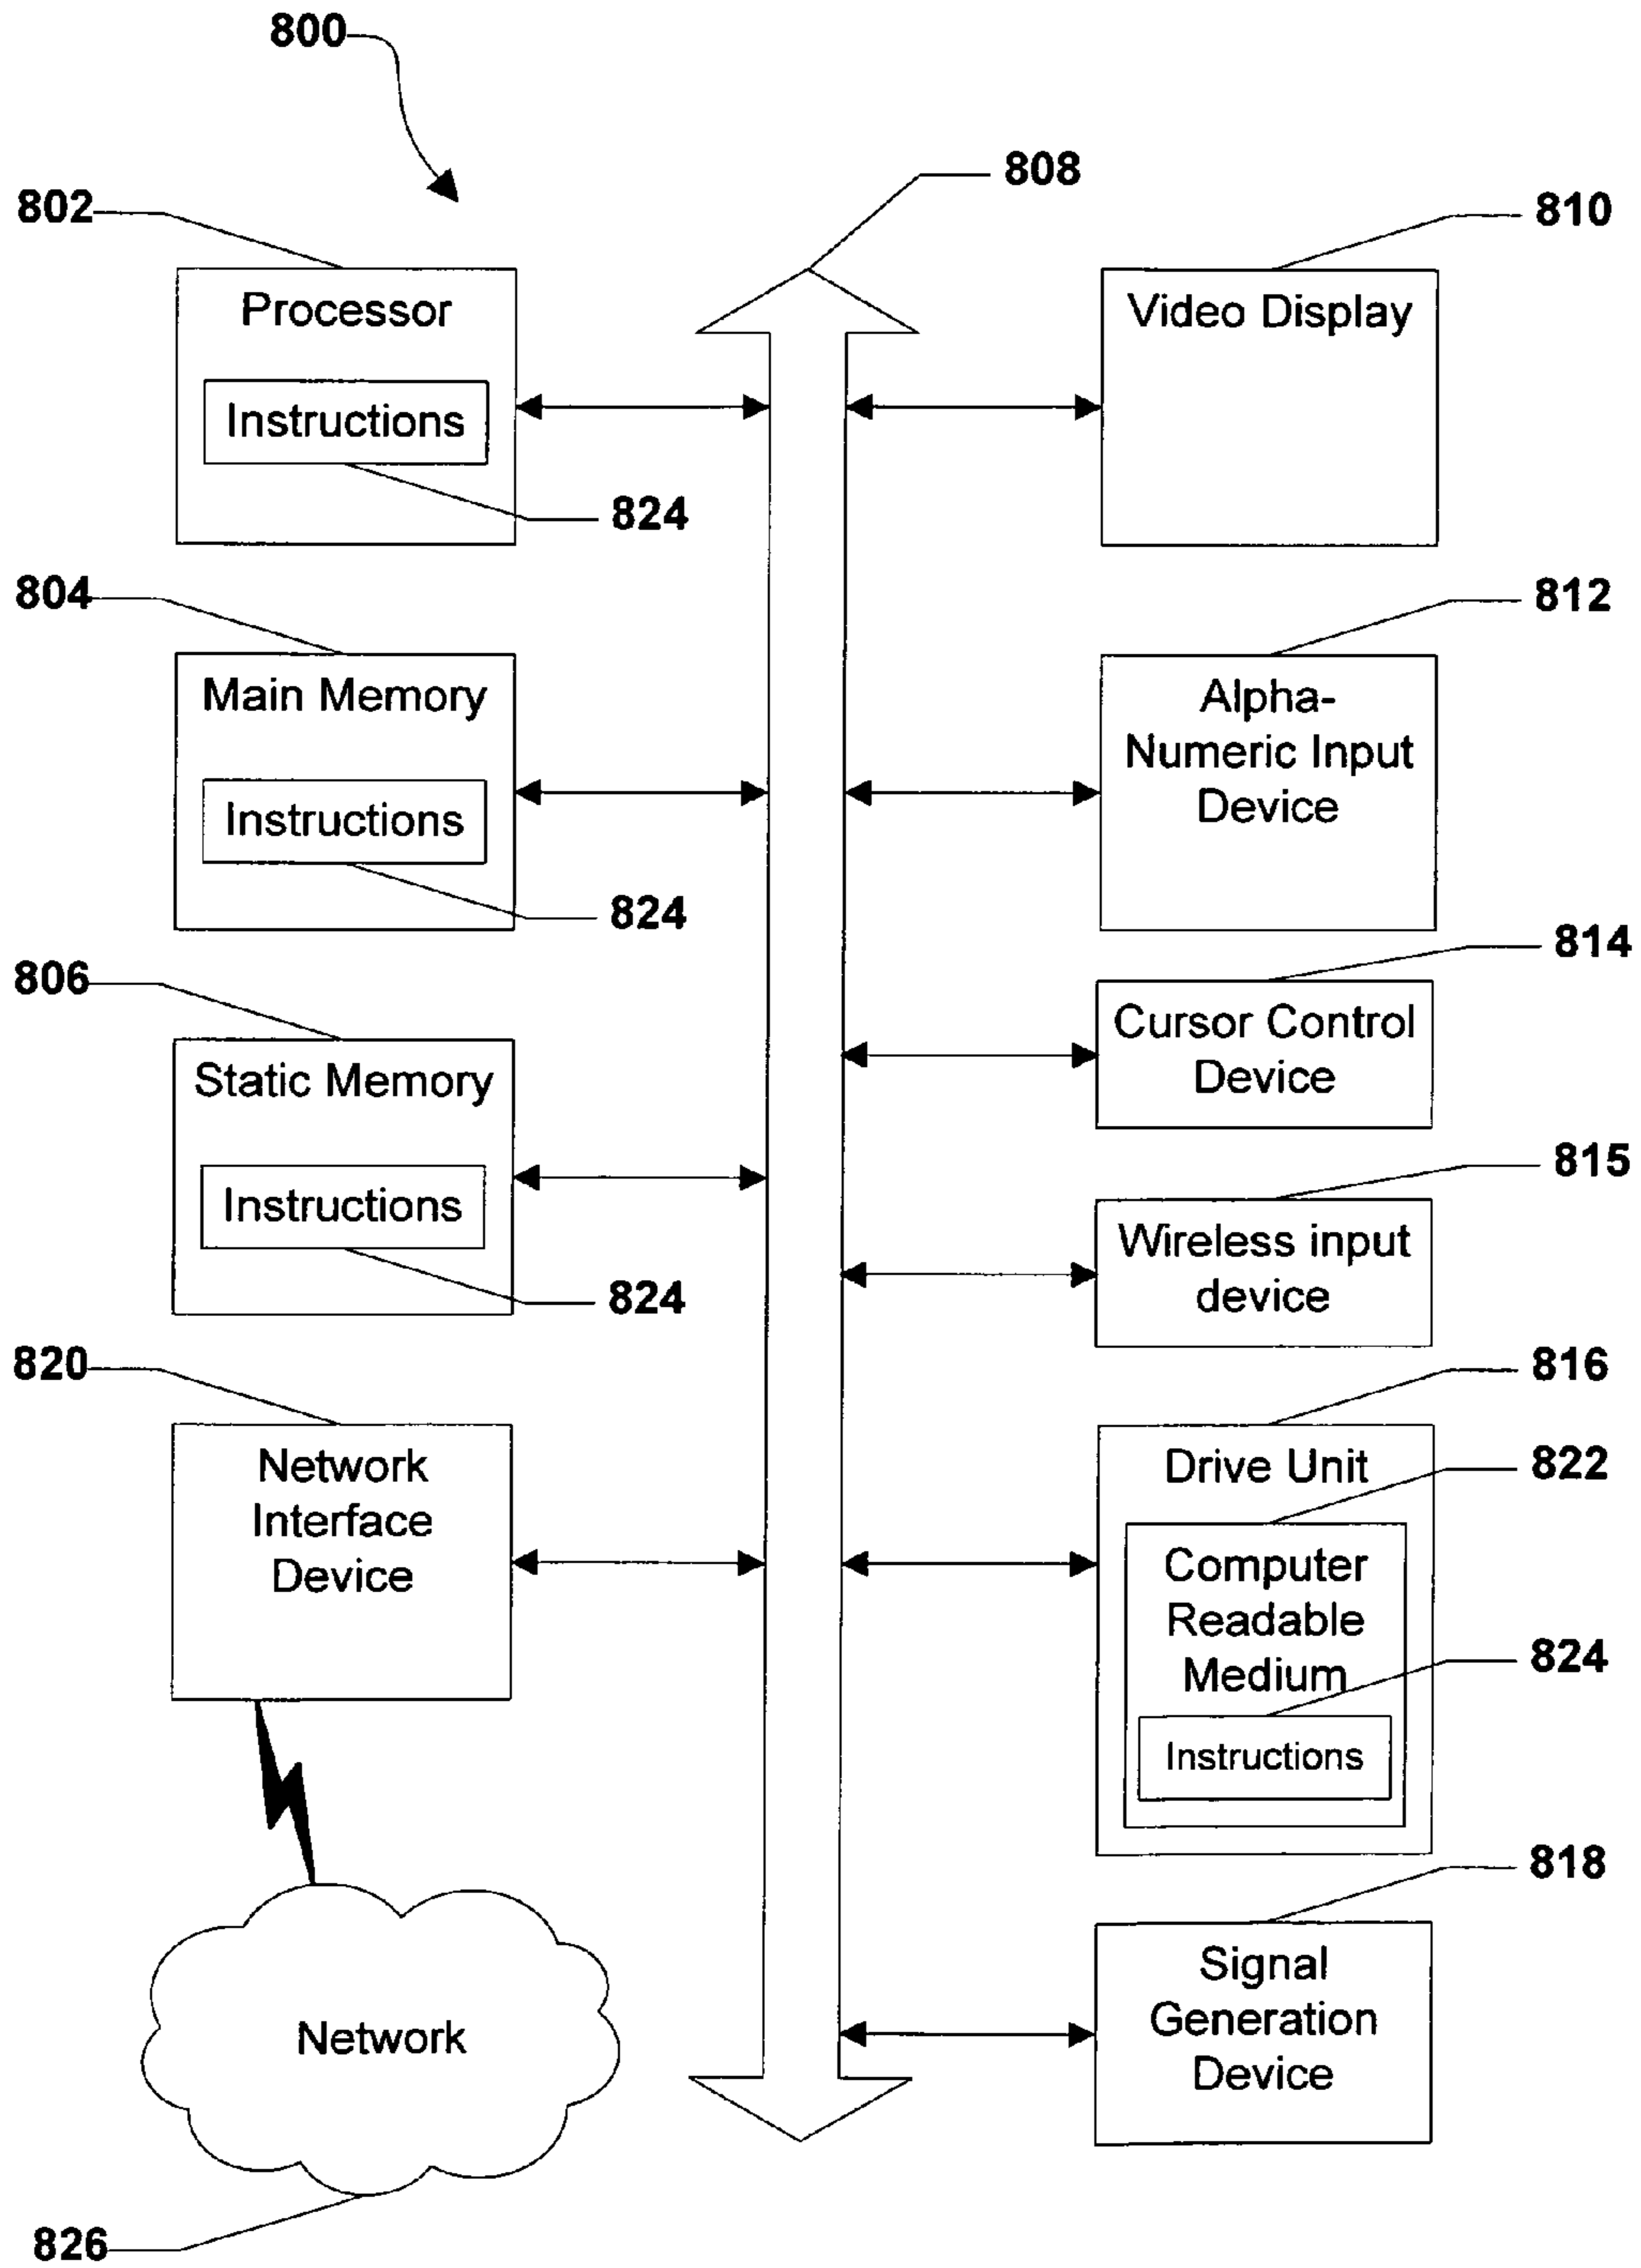 800
808
802
810
Processor
Video Display
Instructions
824
804
812
Main Memory
Alpha-
Numeric Input
Device
Instructions
824
814
806
Cursor Control
Device
Static Memory
815
Instructions
Wireless input
device
824
820
816
Network
Interface
Device
Drive Unit
822
Computer
Readable
Medium
824
Instructions
818
Signal
Generation
Device
Network
826